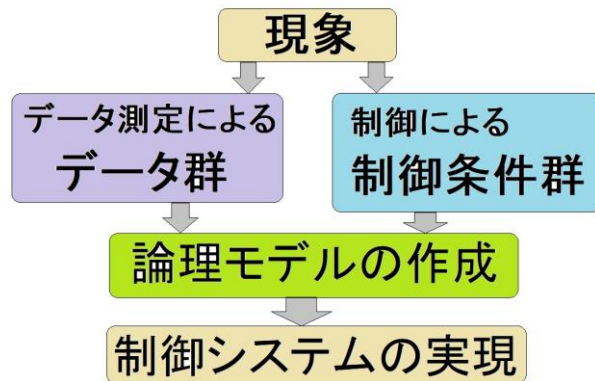 現象
データ測定による
データ群
制御による
制御条件群
論理モデルの作成
制御システムの実現